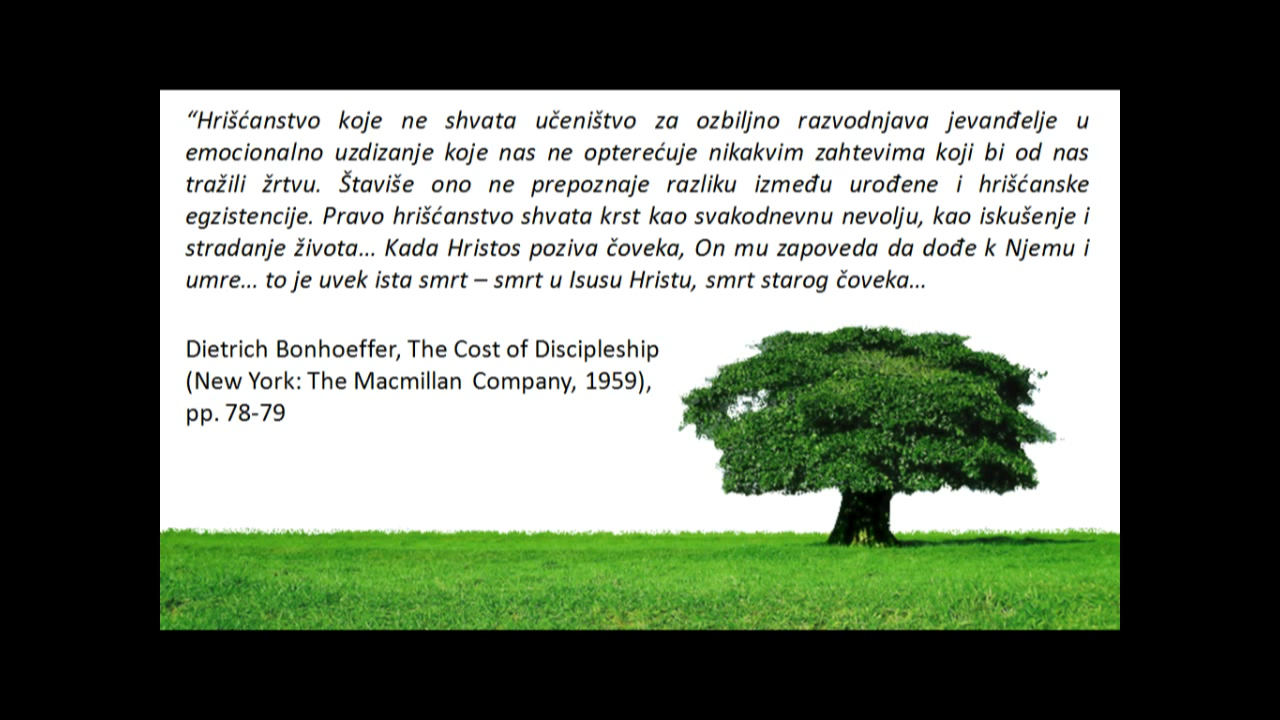 “Hrišćanstvo koje ne shvata učeništvo za ozbiljno razvodnjava jevanđelje u
emocionalno uzdizanje koje nas ne opterećuje nikakvim zahtevima koji bi od nas
tražili žrtvu. Štaviše ono ne prepoznaje razliku između urođene i hrišćanske
egzistencije. Pravo hrišćanstvo shvata krst kao svakodnevnu nevolju, kao iskušenje i
stradanje života... Kada Hristos poziva čoveka, On mu zapoveda da dođe k Njemu i
umre... to je uvek ista smrt – smrt u Isusu Hristu, smrt starog čoveka...
Dietrich Bonhoeffer, The Cost of Discipleship
(New York: The Macmillan Company, 1959),
pp. 78-79